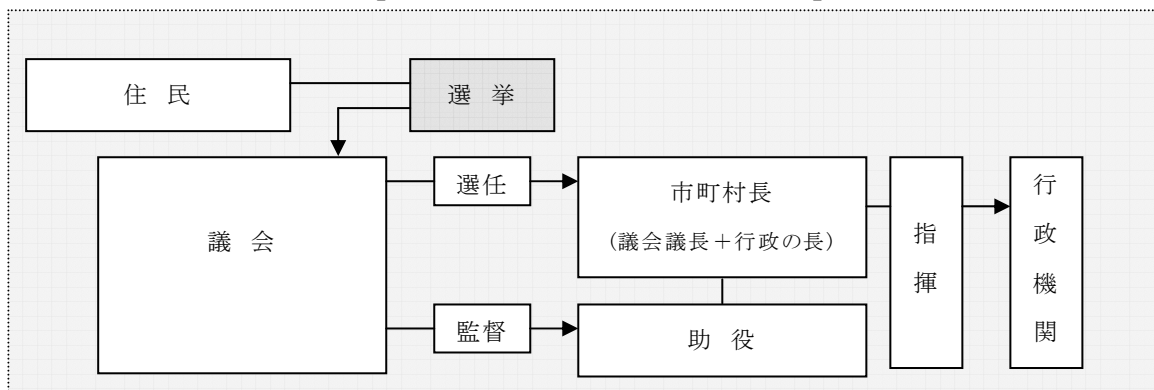 住 民
選 挙
議 会
選任
市町村長
(議会議長＋行政の長)
指揮
行政機関
監督
助 役